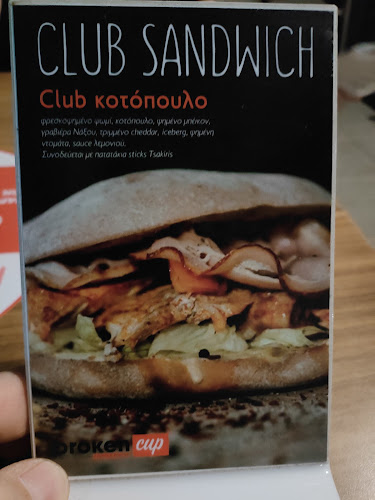 CLUB SANDWICH
Club κοτόπουλο
φρεσκοψημένο ψωμί, κοτόπουλο, ψημένο μπέικον,
γραβιέρα Νάξου, τριμμένο cheddar, iceberg, ψημένη
ντομάτα, sauce λεμονιού.
Συνοδεύεται με πατατάκια sticks Tsakiris
broken cup